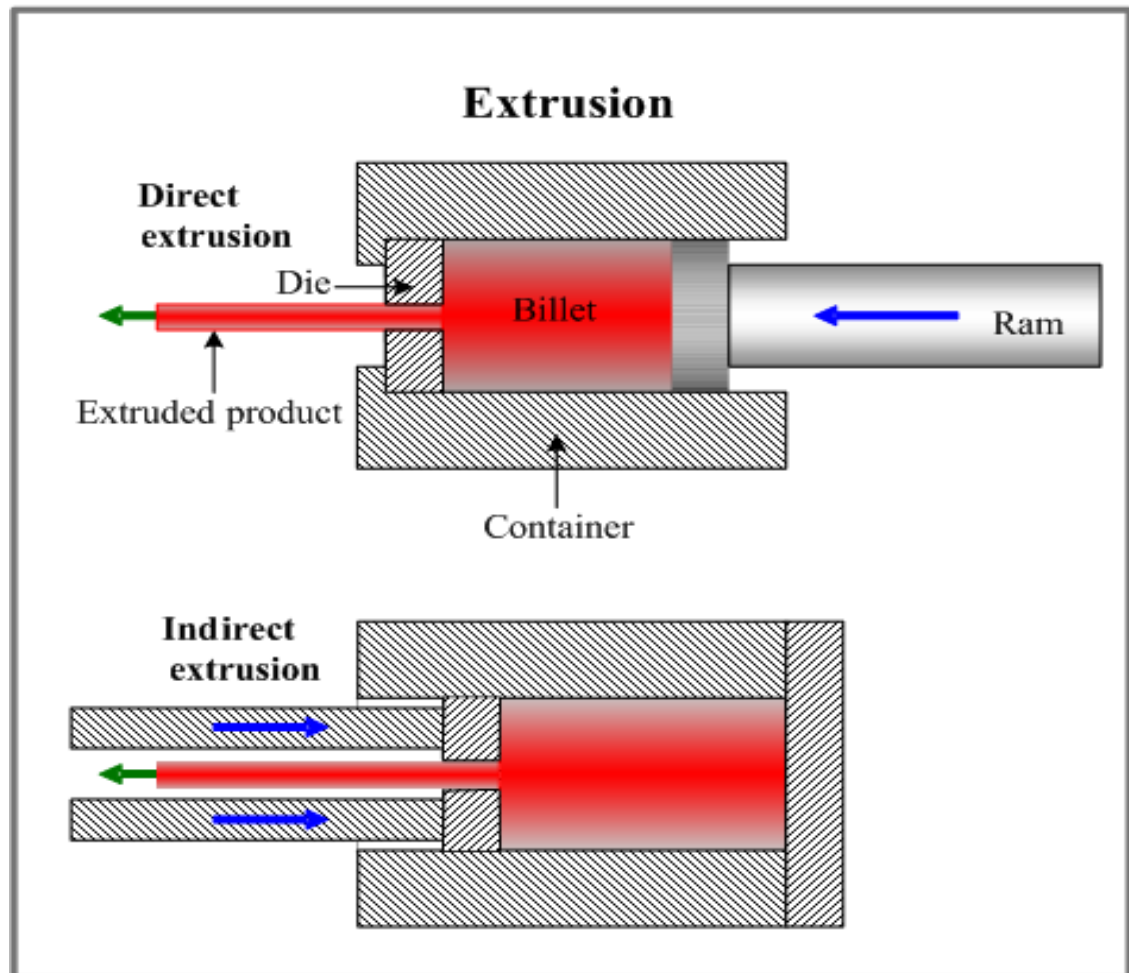 Extrusion
Direct
extrusion
Die
Billet
Ram
Extruded product
Container
Indirect
extrusion